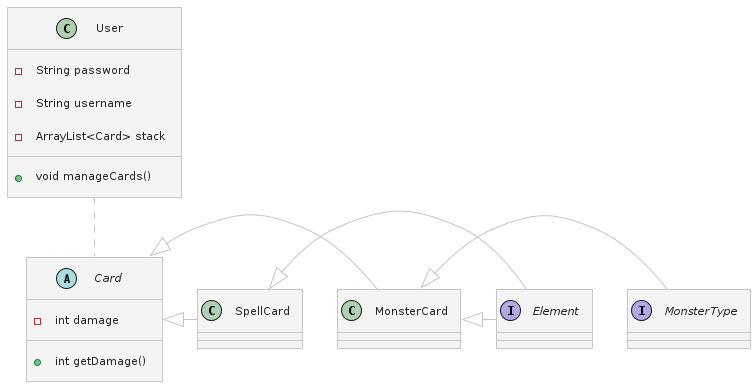 C User
String password
String username
ArrayList<Card> stack
void manageCards()
A Card
int damage
int getDamage()
C SpellCard
C MonsterCard
I Element
I MonsterType